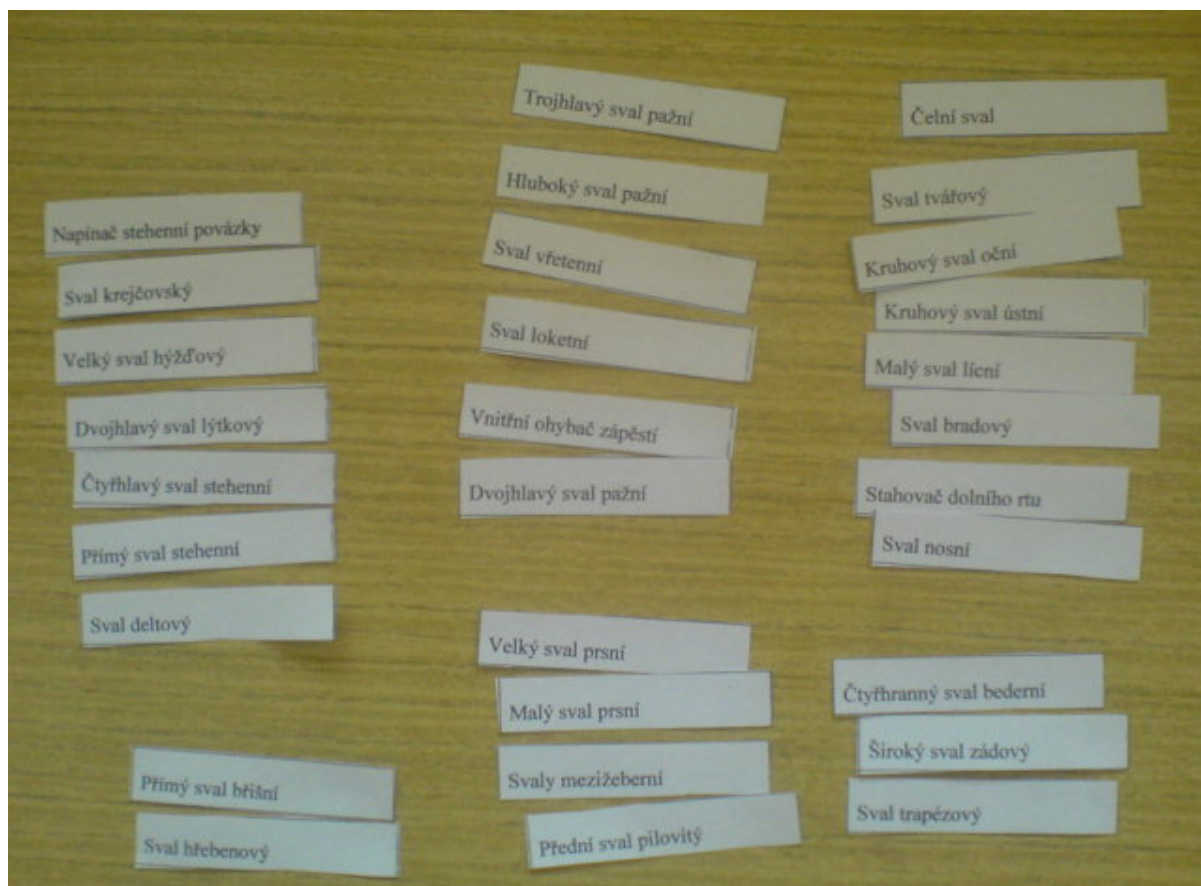 Napínač stehenní povázky
Sval krejčovský
Velký sval hýžďový
Dvojhlavý sval lýtkový
Čtyřhlavý sval stehenní
Přímý sval stehenní
Sval deltový
Přímý sval břišní
Sval hřebenový
Trojhlavý sval pažní
Hluboký sval pažní
Sval vřetenní
Sval loketní
Vnitřní ohybač zápěstí
Dvojhlavý sval pažní
Velký sval prsní
Malý sval prsní
Svaly mezižeberní
Přední sval pilovitý
Čelní sval
Sval tvářový
Kruhový sval oční
Kruhový sval ústní
Malý sval lícní
Sval bradový
Stahovač dolního rtu
Sval nosní
Čtyřhranný sval bederní
Široký sval zádový
Sval trapézový